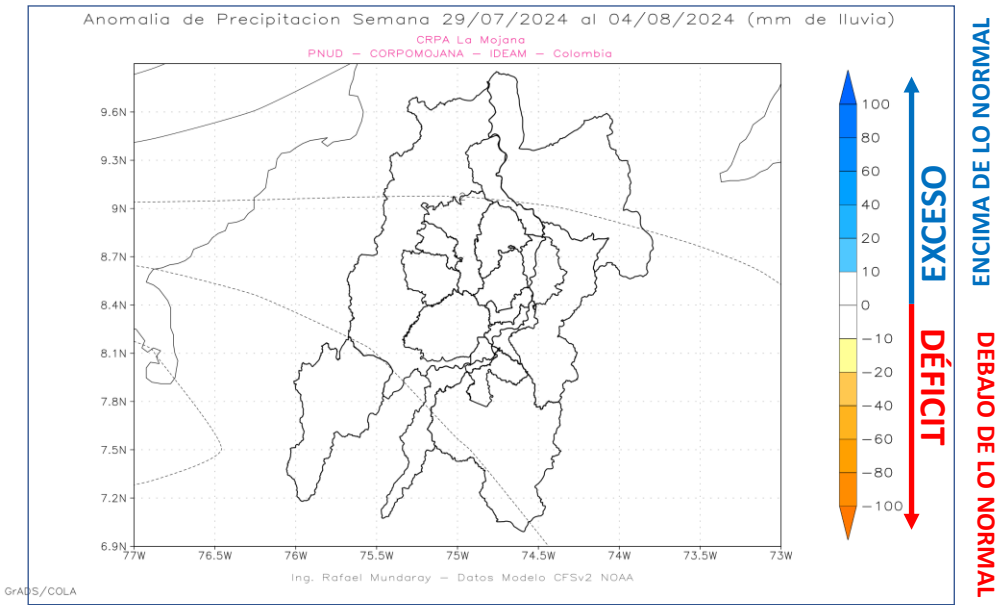 Anomalia de Precipitacion Semana 29/07/2024 al 04/08/2024 (mm de lluvia)
CRPA La Mojana
PNUD – CORPOMOJANA – IDEAM – Colombia
9.6N
9.3N
9N
8.7N
8.4N
8.1N
7.8N
7.5N
7.2N
6.9N
77W
76.5W
76W
75.5W
75W
74.5W
74W
73.5W
73W
100
80
60
40
20
10
0
−10
−20
−40
−60
−80
−100
EXCESO
DÉFICIT
ENCIMA DE LO NORMAL
DEBAJO DE LO NORMAL
Ing. Rafael Mundaray – Datos Modelo CFSv2 NOAA
GrADS/COLA